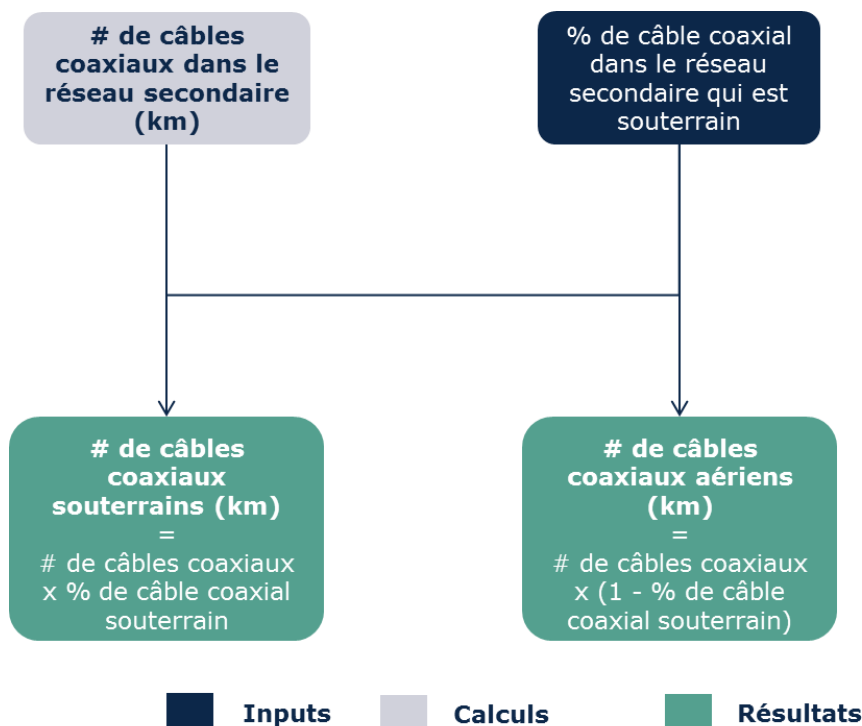 # de câbles
coaxiaux dans le
réseau secondaire
(km)
% de câble coaxial
dans le réseau
secondaire qui est
souterrain
# de câbles
coaxiaux
souterrains (km)
=
# de câbles coaxiaux
x % de câble coaxial
souterrain
# de câbles
coaxiaux aériens
(km)
=
# de câbles coaxiaux
x (1 - % de câble
coaxial souterrain)
Inputs
Calculs
Résultats